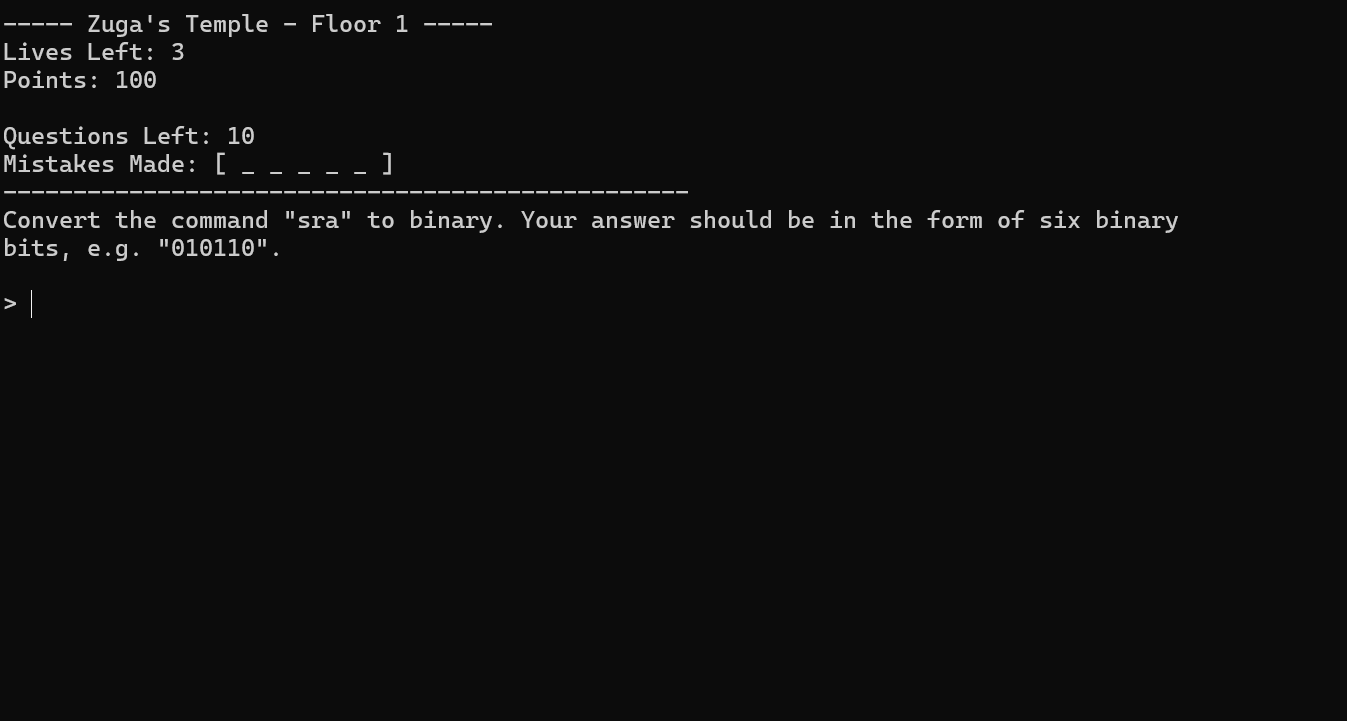 ----- Zuga's Temple - Floor 1 -----
Lives Left: 3
Points: 100
Questions Left: 10
Mistakes Made: [ _ _ _ _ _ ]
-------------------------------------------------
Convert the command "sra" to binary. Your answer should be in the form of six binary
bits, e.g. "010110".
>